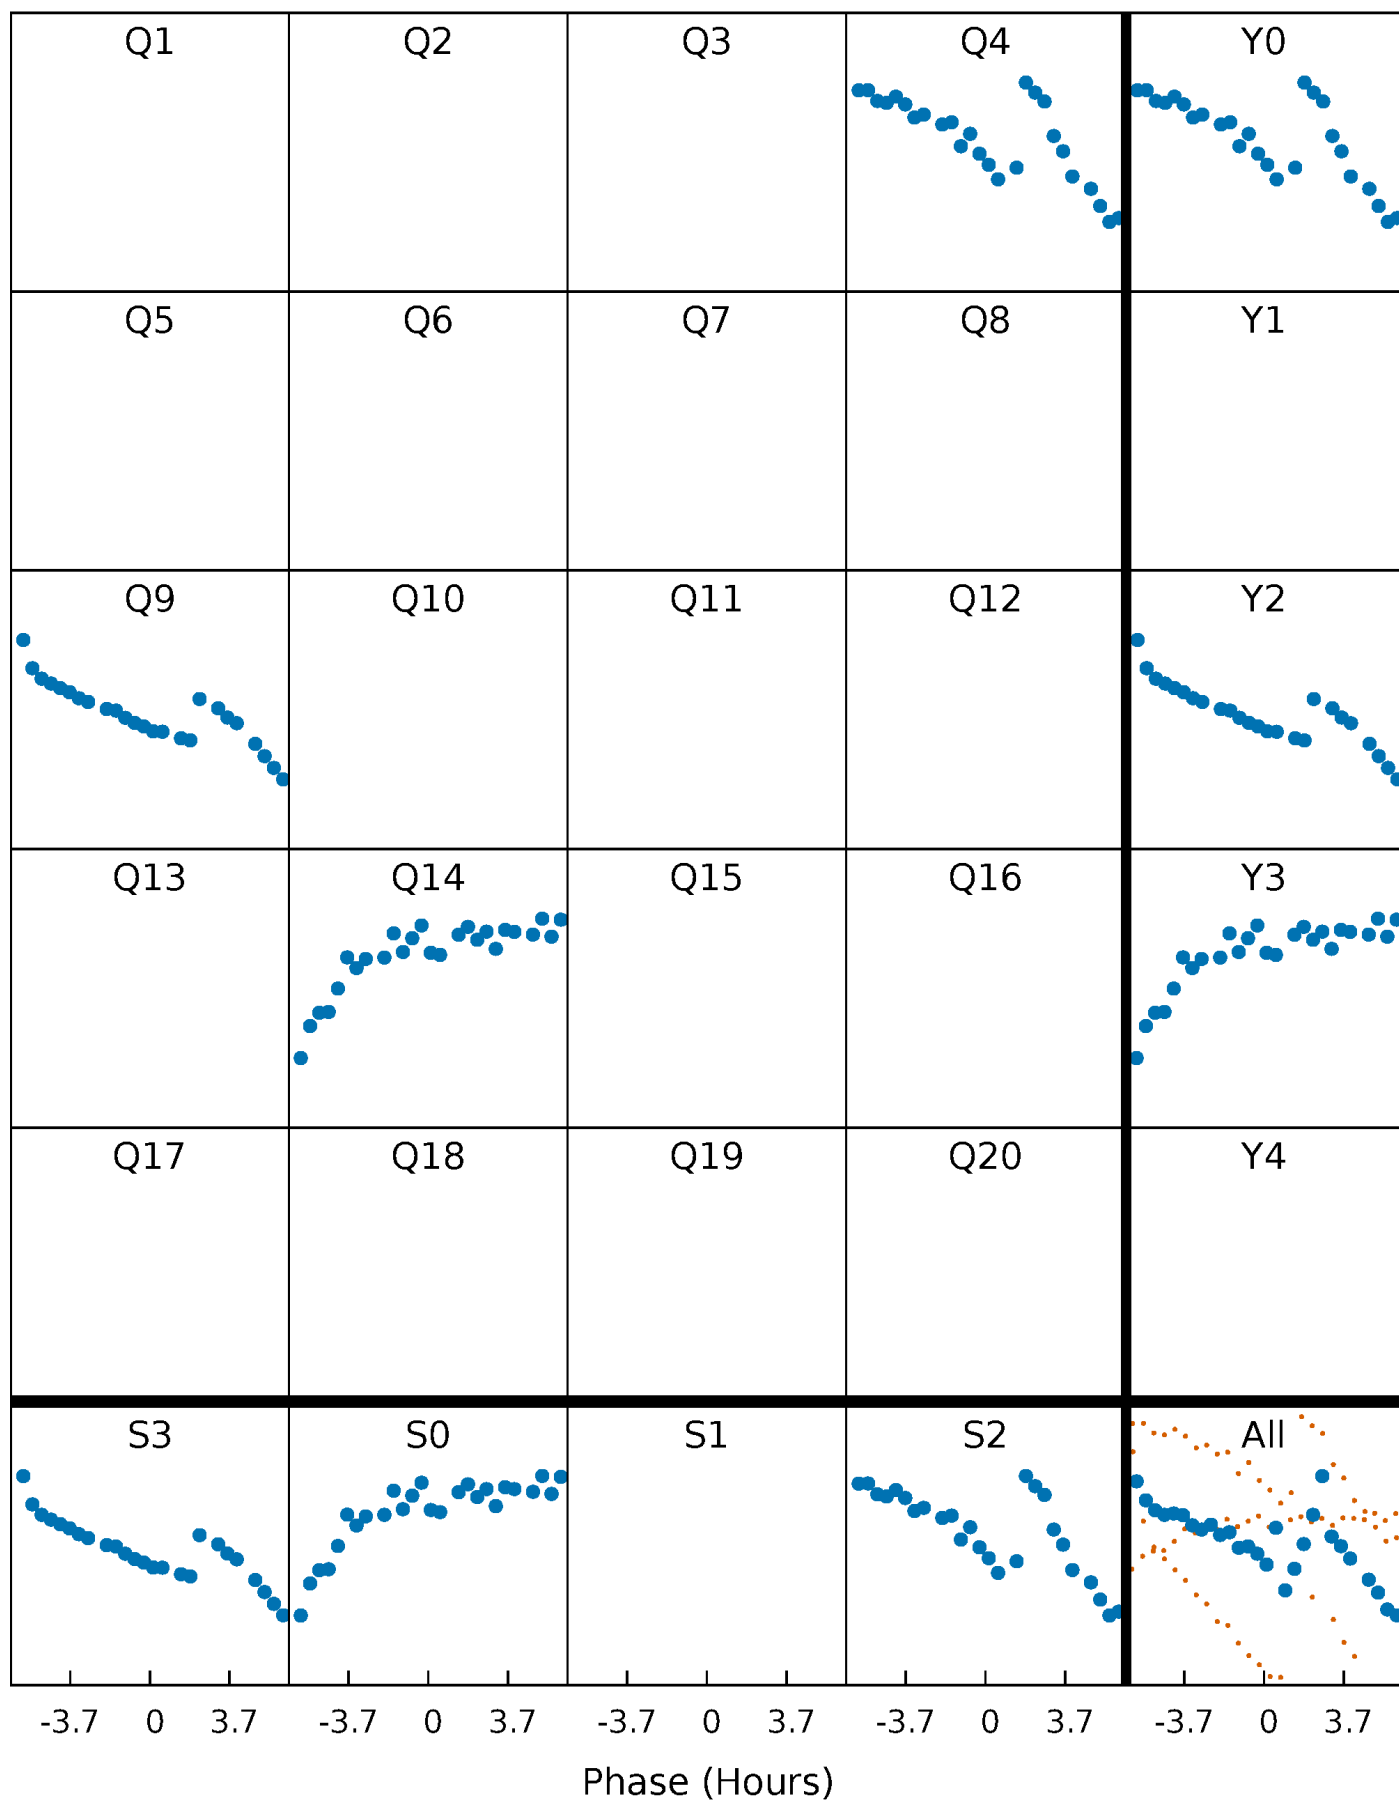 Q1 Q2 Q3 Q4 Y0
Q5 Q6 Q7 Q8 Y1
Q9 Q10 Q11 Q12 Y2
Q13 Q14 Q15 Q16 Y3
Q17 Q18 Q19 Q20 Y4
S3 S0 S1 S2 All
-3.7 0 3.7 -3.7 0 3.7 -3.7 0 3.7 -3.7 0 3.7 -3.7 0 3.7
Phase (Hours)